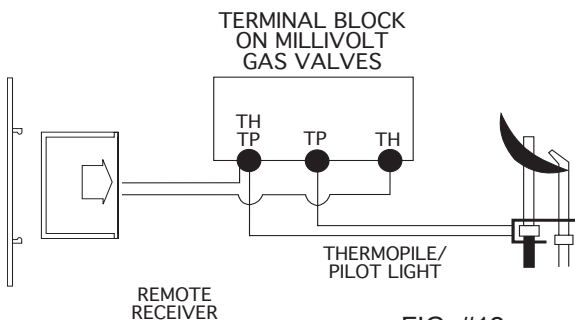 TERMINAL BLOCK
ON MILLIVOLT
GAS VALVES
TH
TP TP TH
THERMOPILE/
PILOT LIGHT
REMOTE
RECEIVER